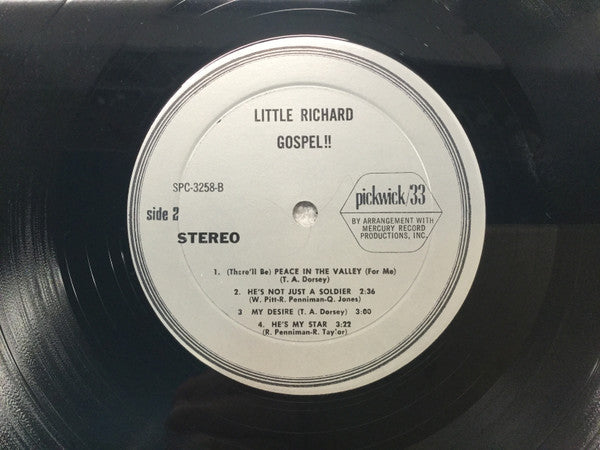 LITTLE RICHARD
GOSPEL!!
SPC-3258-B
side 2
STEREO
pickwick/33
BY ARRANGEMENT WITH
MERCURY RECORD
PRODUCTIONS, INC.
1. (There'll Be) PEACE IN THE VALLEY (For Me)
(T. A. Dorsey)
2. HE'S NOT JUST A SOLDIER 2:36
(W. Pitt-R. Penniman-Q. Jones)
3 MY DESIRE (T. A. Dorsey) 3:00
4. HE'S MY STAR 3:22
(R. Penniman-R. Taylor)